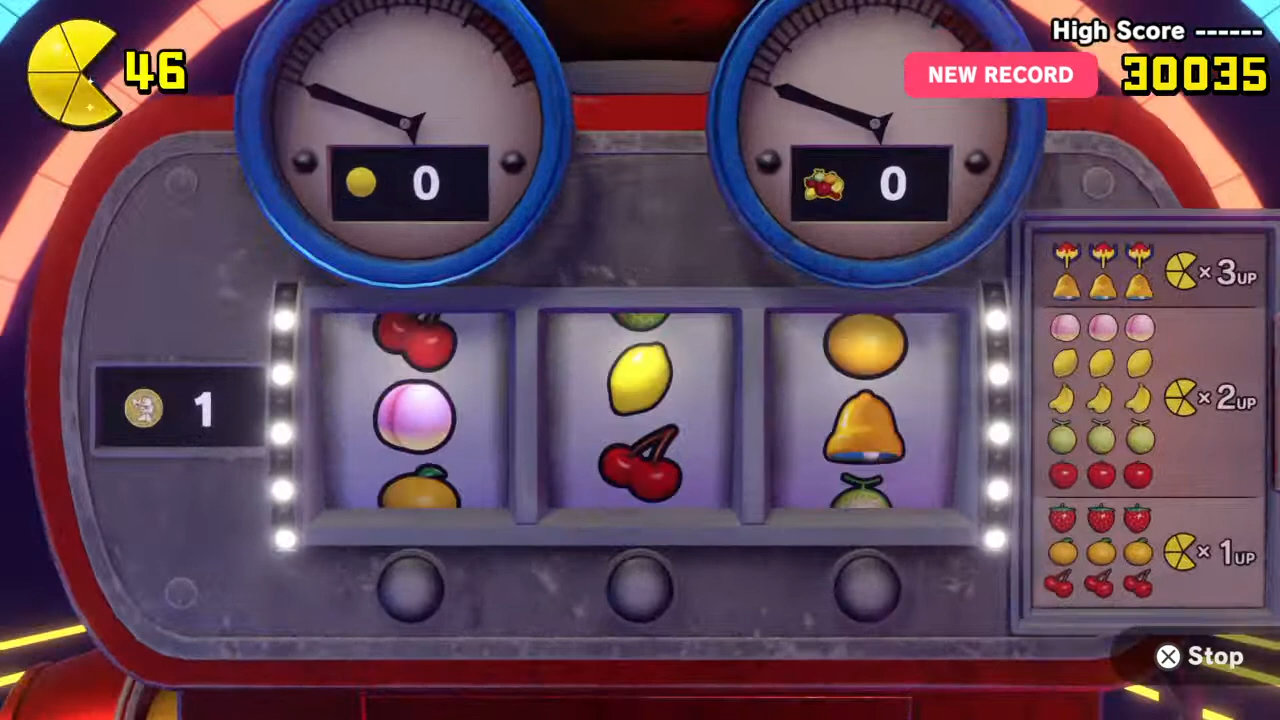 High Score ------
46
NEW RECORD
30035
0
0
× 3UP
1
× 2UP
× 1UP
Stop